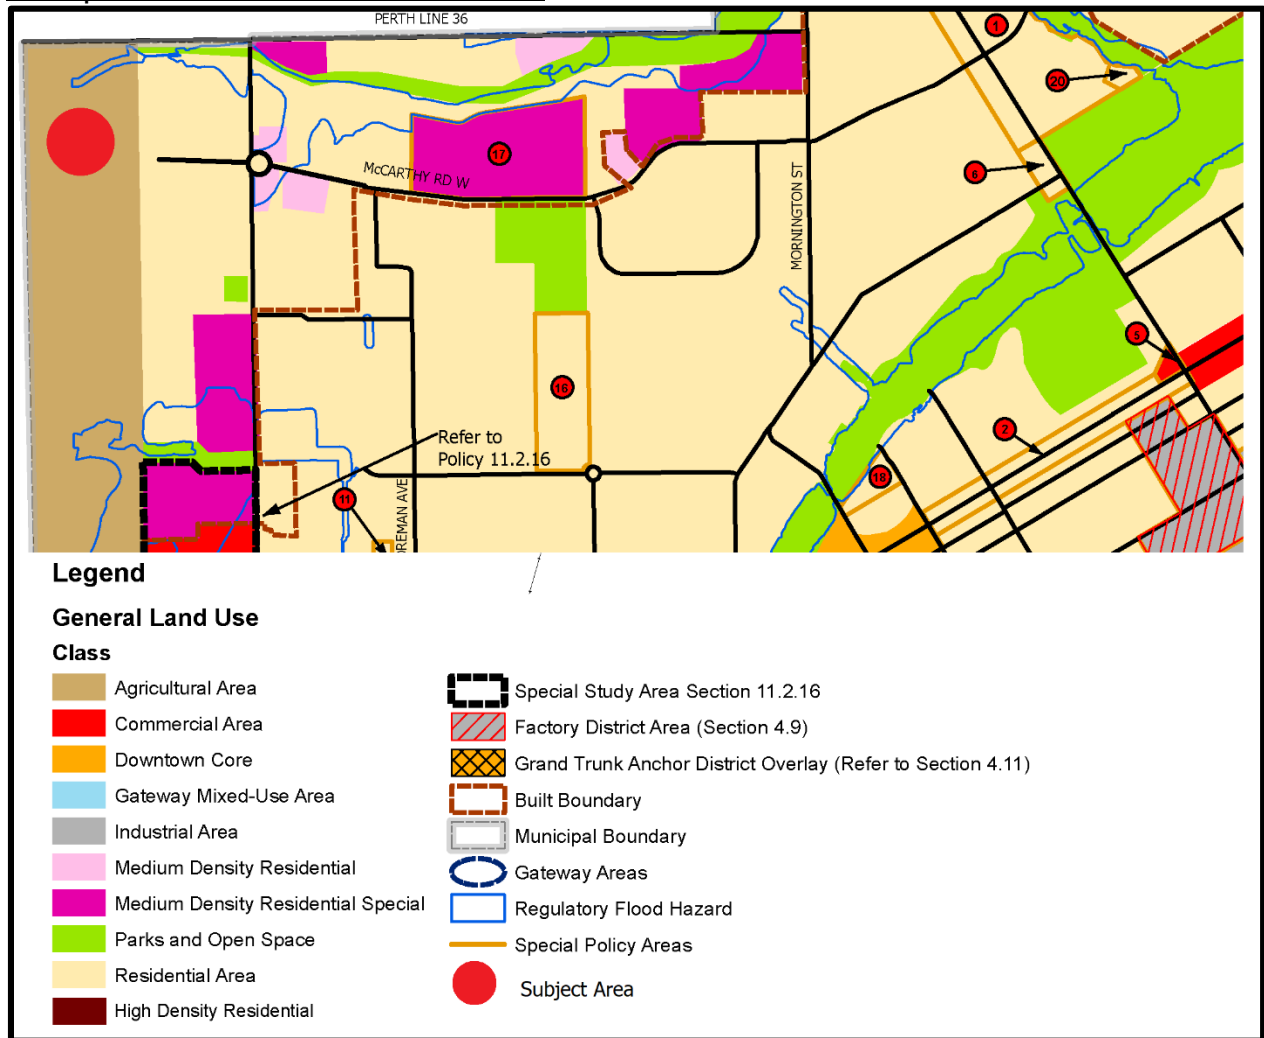 PERTH LINE 36
1
20
17
McCARTHY RD W
6
MORNINGTON ST
5
16
2
Refer to
Policy 11.2.16
18
11
OREMAN AVE
Legend
General Land Use
Class
Agricultural Area
Commercial Area
Downtown Core
Gateway Mixed-Use Area
Industrial Area
Medium Density Residential
Medium Density Residential Special
Parks and Open Space
Residential Area
High Density Residential
Special Study Area Section 11.2.16
Factory District Area (Section 4.9)
Grand Trunk Anchor District Overlay (Refer to Section 4.11)
Built Boundary
Municipal Boundary
Gateway Areas
Regulatory Flood Hazard
Special Policy Areas
Subject Area